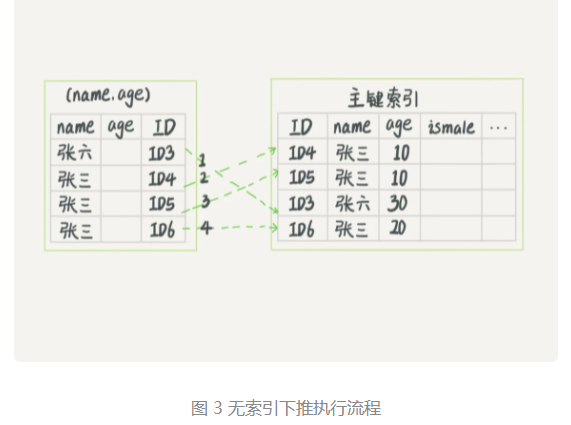 (name,age)
name age ID
张六 ID3
张三 ID4
张三 ID5
张三 ID6
1
2
3
4
主键索引
ID name age ismale ...
ID4 张三 10
ID5 张三 10
ID3 张六 30
ID6 张三 20
图 3 无索引下推执行流程